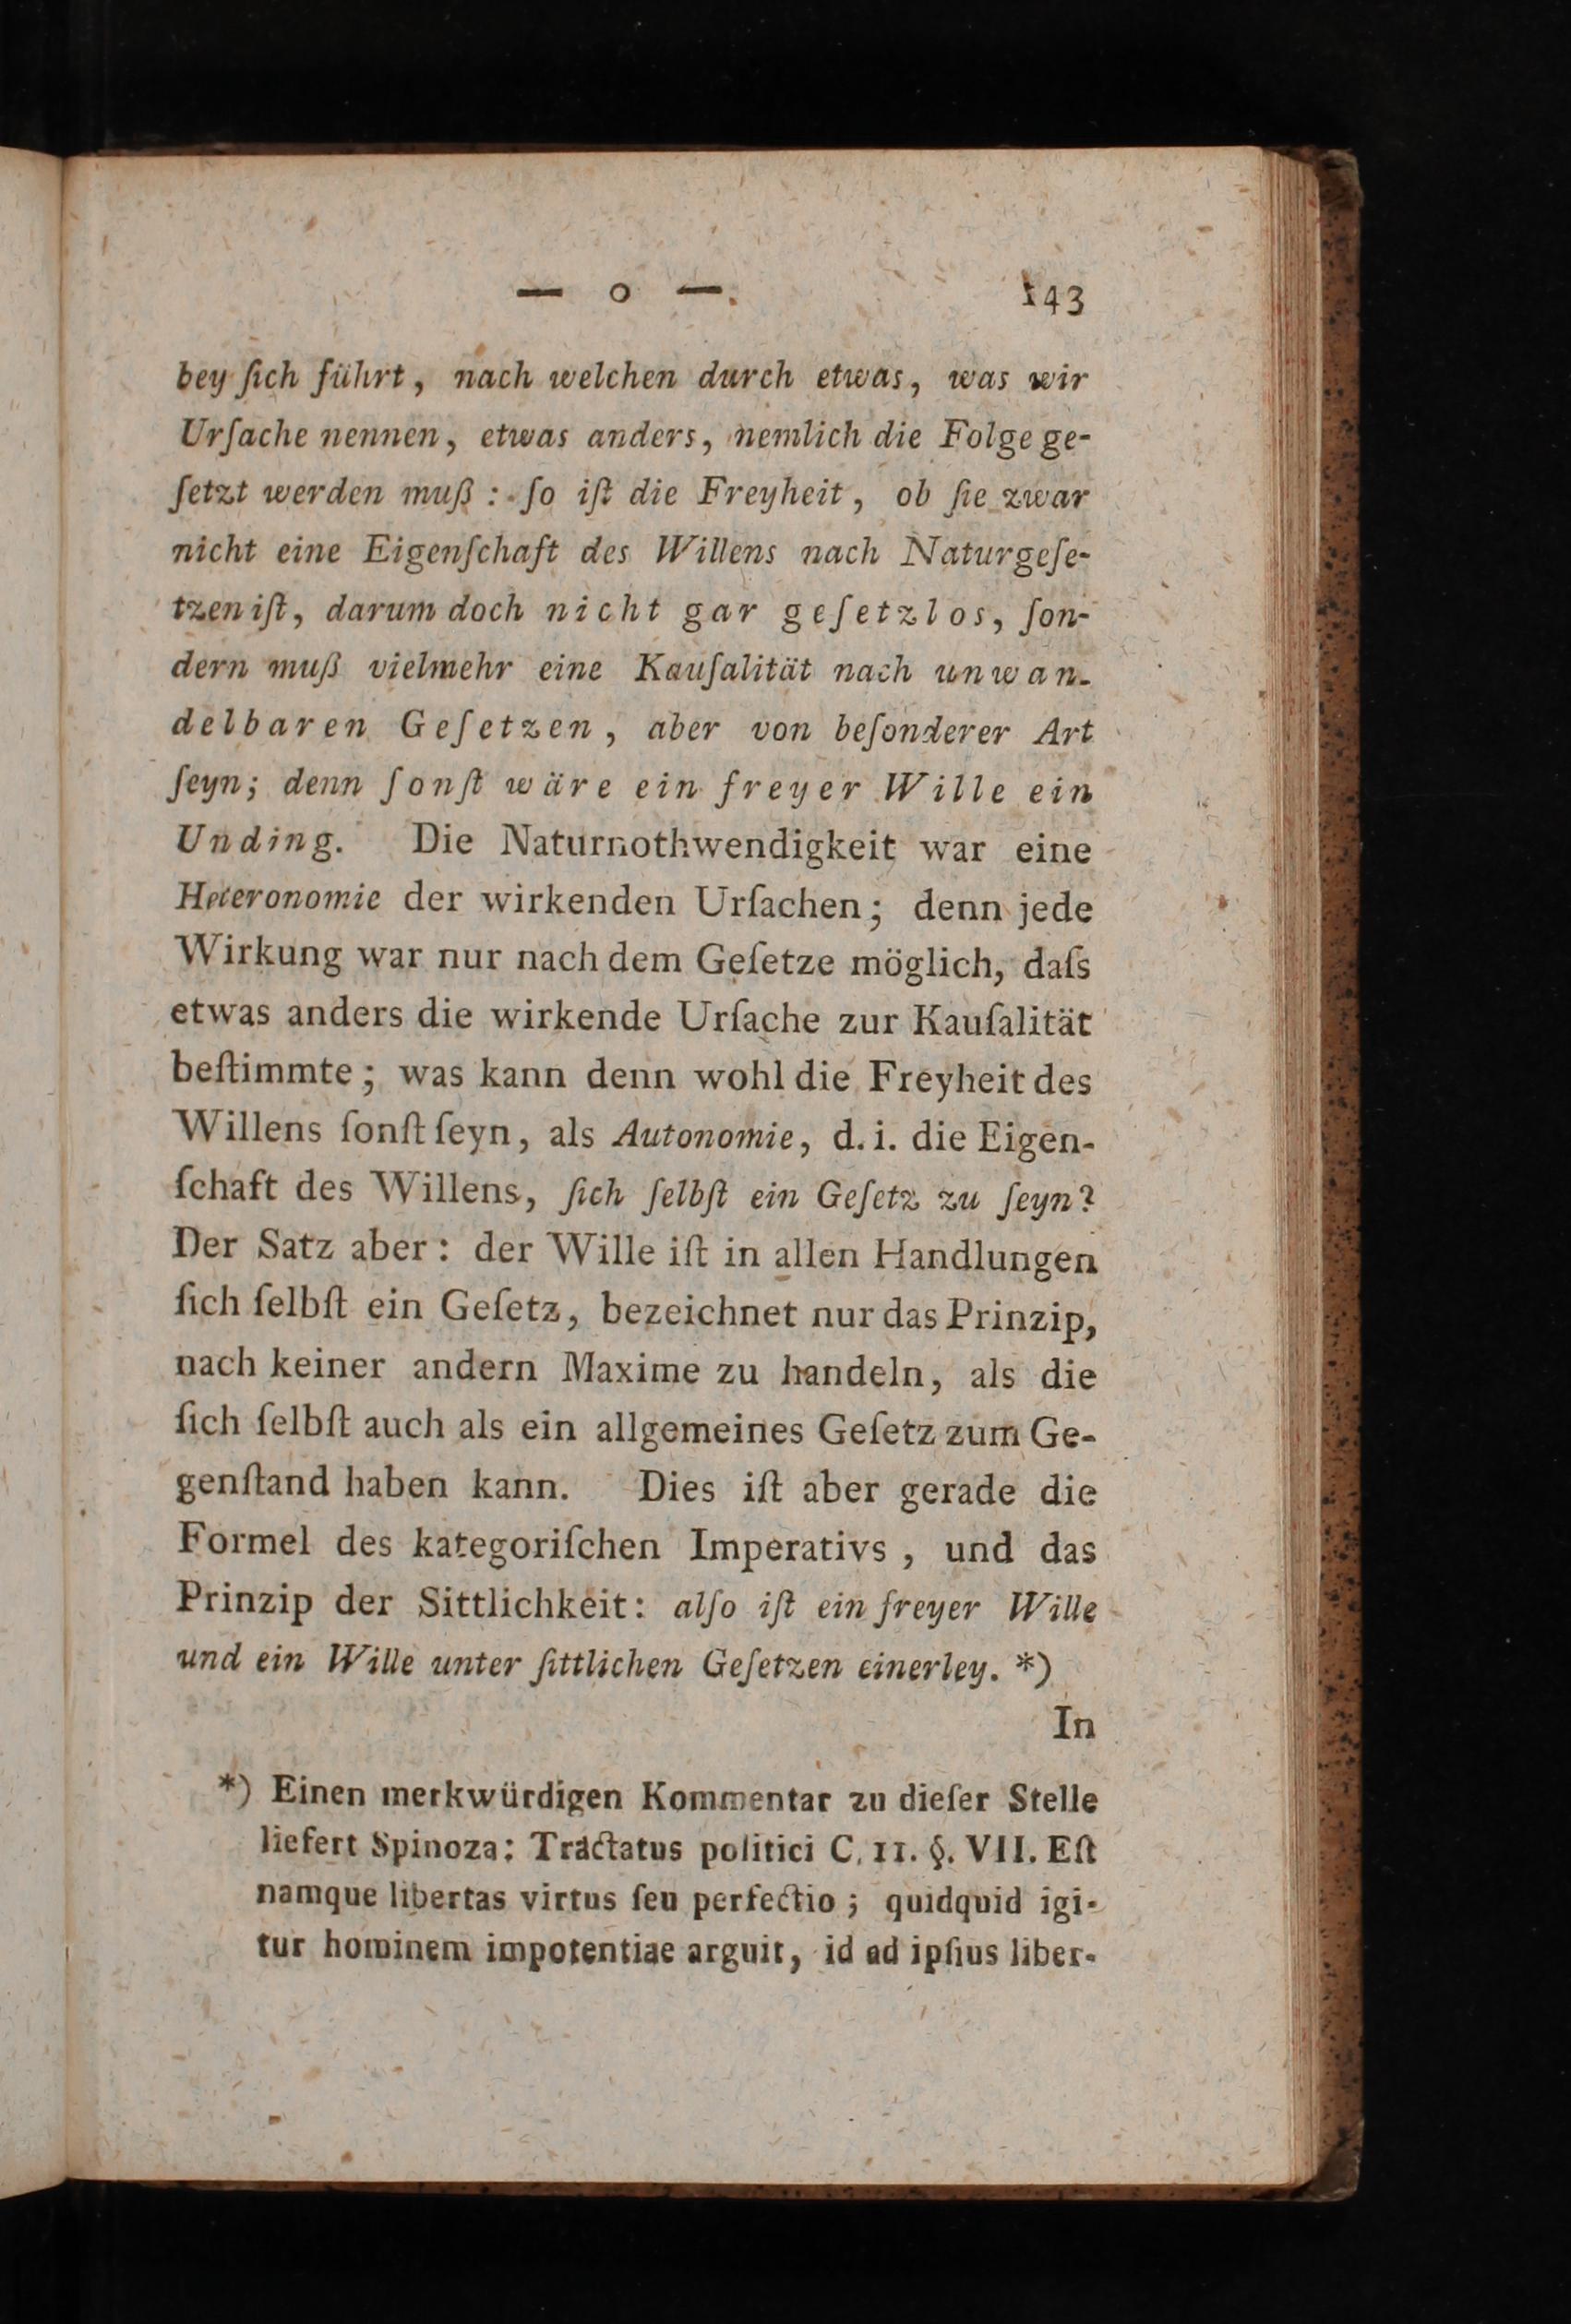 — o —. 143
bey ſich führt, nach welchen durch etwas, was wir
Urſache nennen, etwas anders, nemlich die Folge ge-
ſetzt werden muß: ſo iſt die Freyheit, ob ſie zwar
nicht eine Eigenſchaft des Willens nach Naturgeſe-
tzen iſt, darum doch nicht gar geſetzlos, ſon-
dern muß vielmehr eine Kauſalität nach unwan-
delbaren Geſetzen, aber von beſonderer Art
ſeyn; denn ſonſt wäre ein freyer Wille ein
Unding. Die Naturnothwendigkeit war eine
Heteronomie der wirkenden Urſachen; denn jede
Wirkung war nur nach dem Geſetze möglich, daſs
etwas anders die wirkende Urſache zur Kauſalität
beſtimmte; was kann denn wohl die Freyheit des
Willens ſonſt ſeyn, als Autonomie, d. i. die Eigen-
ſchaft des Willens, ſich ſelbſt ein Geſetz zu ſeyn?
Der Satz aber: der Wille iſt in allen Handlungen
ſich ſelbſt ein Geſetz, bezeichnet nur das Prinzip,
nach keiner andern Maxime zu handeln, als die
ſich ſelbſt auch als ein allgemeines Geſetz zum Ge-
genſtand haben kann. Dies iſt aber gerade die
Formel des kategoriſchen Imperativs, und das
Prinzip der Sittlichkeit: alſo iſt ein freyer Wille
und ein Wille unter ſittlichen Geſetzen einerley. *)
In
*) Einen merkwürdigen Kommentar zu dieſer Stelle
liefert Spinoza: Tractatus politici C. 11. §. VII. Eſt
namque libertas virtus ſeu perfectio; quidquid igi-
tur hominem impotentiae arguit, id ad ipſius liber-